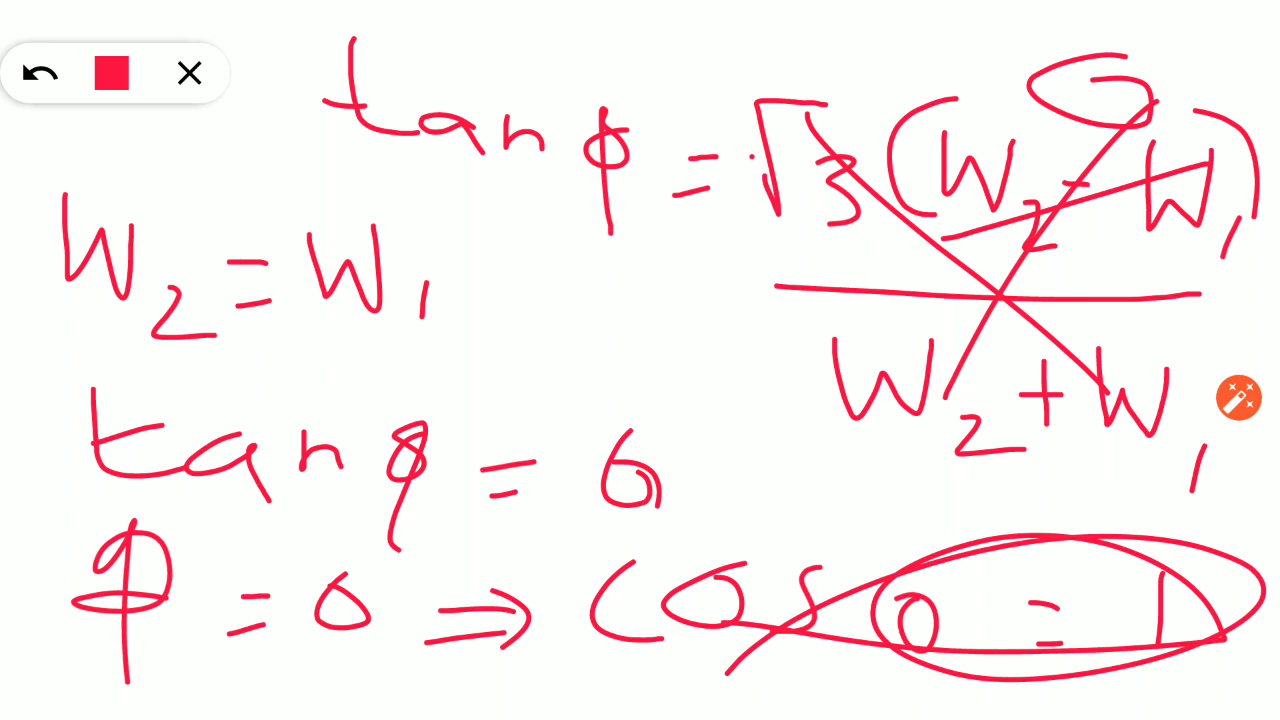 tan φ = √3 (W₂ - W₁)
W₂ + W₁
W₂ = W₁
tan φ = 0
φ = 0 ⇒ cos 0 = 1